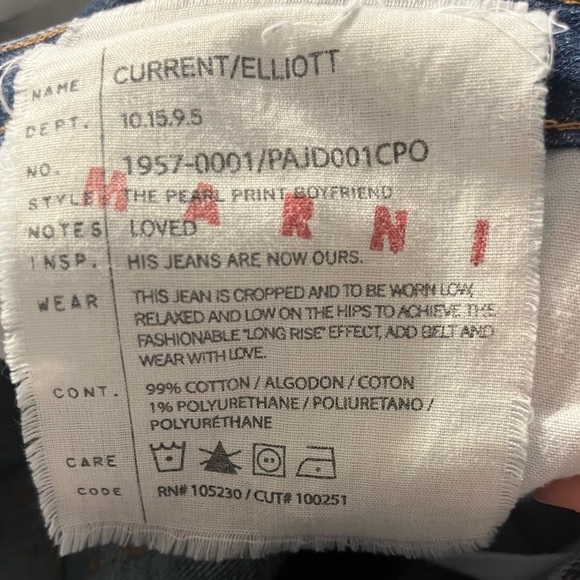 NAME CURRENT/ELLIOTT
DEPT. 10.15.9.5
NO. 1957-0001/PAJD001CPO
STYLE THE PEARL PRINT BOYFRIEND
MARNI
NOTES LOVED
INSP. HIS JEANS ARE NOW OURS.
WEAR THIS JEAN IS CROPPED AND TO BE WORN LOW,
RELAXED AND LOW ON THE HIPS TO ACHIEVE THE
FASHIONABLE "LONG RISE" EFFECT, ADD BELT AND
WEAR WITH LOVE.
CONT. 99% COTTON / ALGODON / COTON
1% POLYURETHANE / POLIURETANO /
POLYURÉTHANE
CARE
CODE RN# 105230 / CUT# 100251